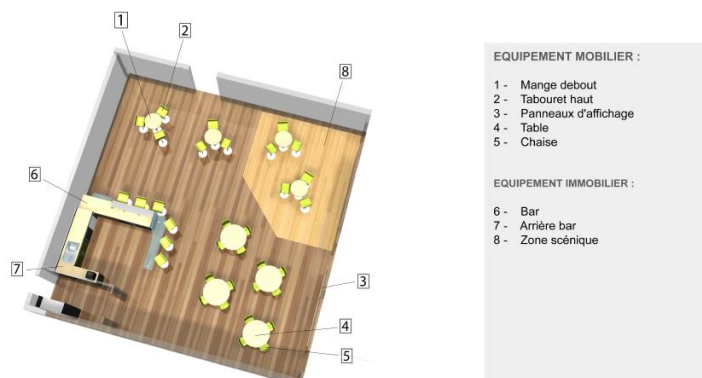 1
2
8
6
7
3
4
5
EQUIPEMENT MOBILIER :
1 - Mange debout
2 - Tabouret haut
3 - Panneaux d'affichage
4 - Table
5 - Chaise
EQUIPEMENT IMMOBILIER :
6 - Bar
7 - Arrière bar
8 - Zone scénique